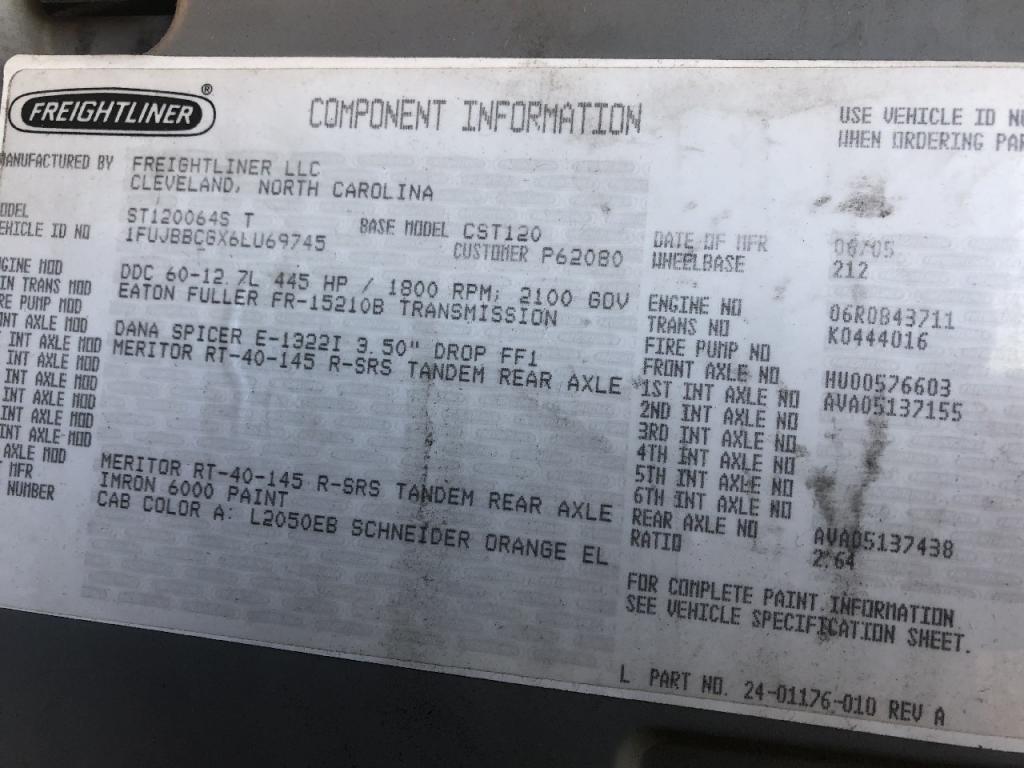 FREIGHTLINER ®
COMPONENT INFORMATION
USE VEHICLE ID
WHEN ORDERING
MANUFACTURED BY FREIGHTLINER LLC
CLEVELAND, NORTH CAROLINA
ODEL ST120064S T BASE MODEL CST120
EHICLE ID NO 1FUJBBCGX6LU69745 CUSTOMER P62080
DATE OF MFR 06/05
WHEELBASE 212
GINE MOD DDC 60-12.7L 445 HP / 1800 RPM; 2100 GOV
IN TRANS MOD EATON FULLER FR-15210B TRANSMISSION
RE PUMP MOD
NT AXLE MOD DANA SPICER E-1322I 3.50" DROP FF1
INT AXLE MOD MERITOR RT-40-145 R-SRS TANDEM REAR AXLE
INT AXLE MOD
INT AXLE MOD
INT AXLE MOD
INT AXLE MOD
INT AXLE MOD
AXLE MOD MERITOR RT-40-145 R-SRS TANDEM REAR AXLE
MFR IMRON 6000 PAINT
NUMBER CAB COLOR A: L2050EB SCHNEIDER ORANGE EL
ENGINE NO 06R0843711
TRANS NO K0444016
FIRE PUMP NO
FRONT AXLE NO HU00576603
1ST INT AXLE NO AVA05137155
2ND INT AXLE NO
3RD INT AXLE NO
4TH INT AXLE NO
5TH INT AXLE NO
6TH INT AXLE NO
REAR AXLE NO AVA05137438
RATIO 2.64
FOR COMPLETE PAINT INFORMATION
SEE VEHICLE SPECIFICATION SHEET.
L PART NO. 24-01176-010 REV A